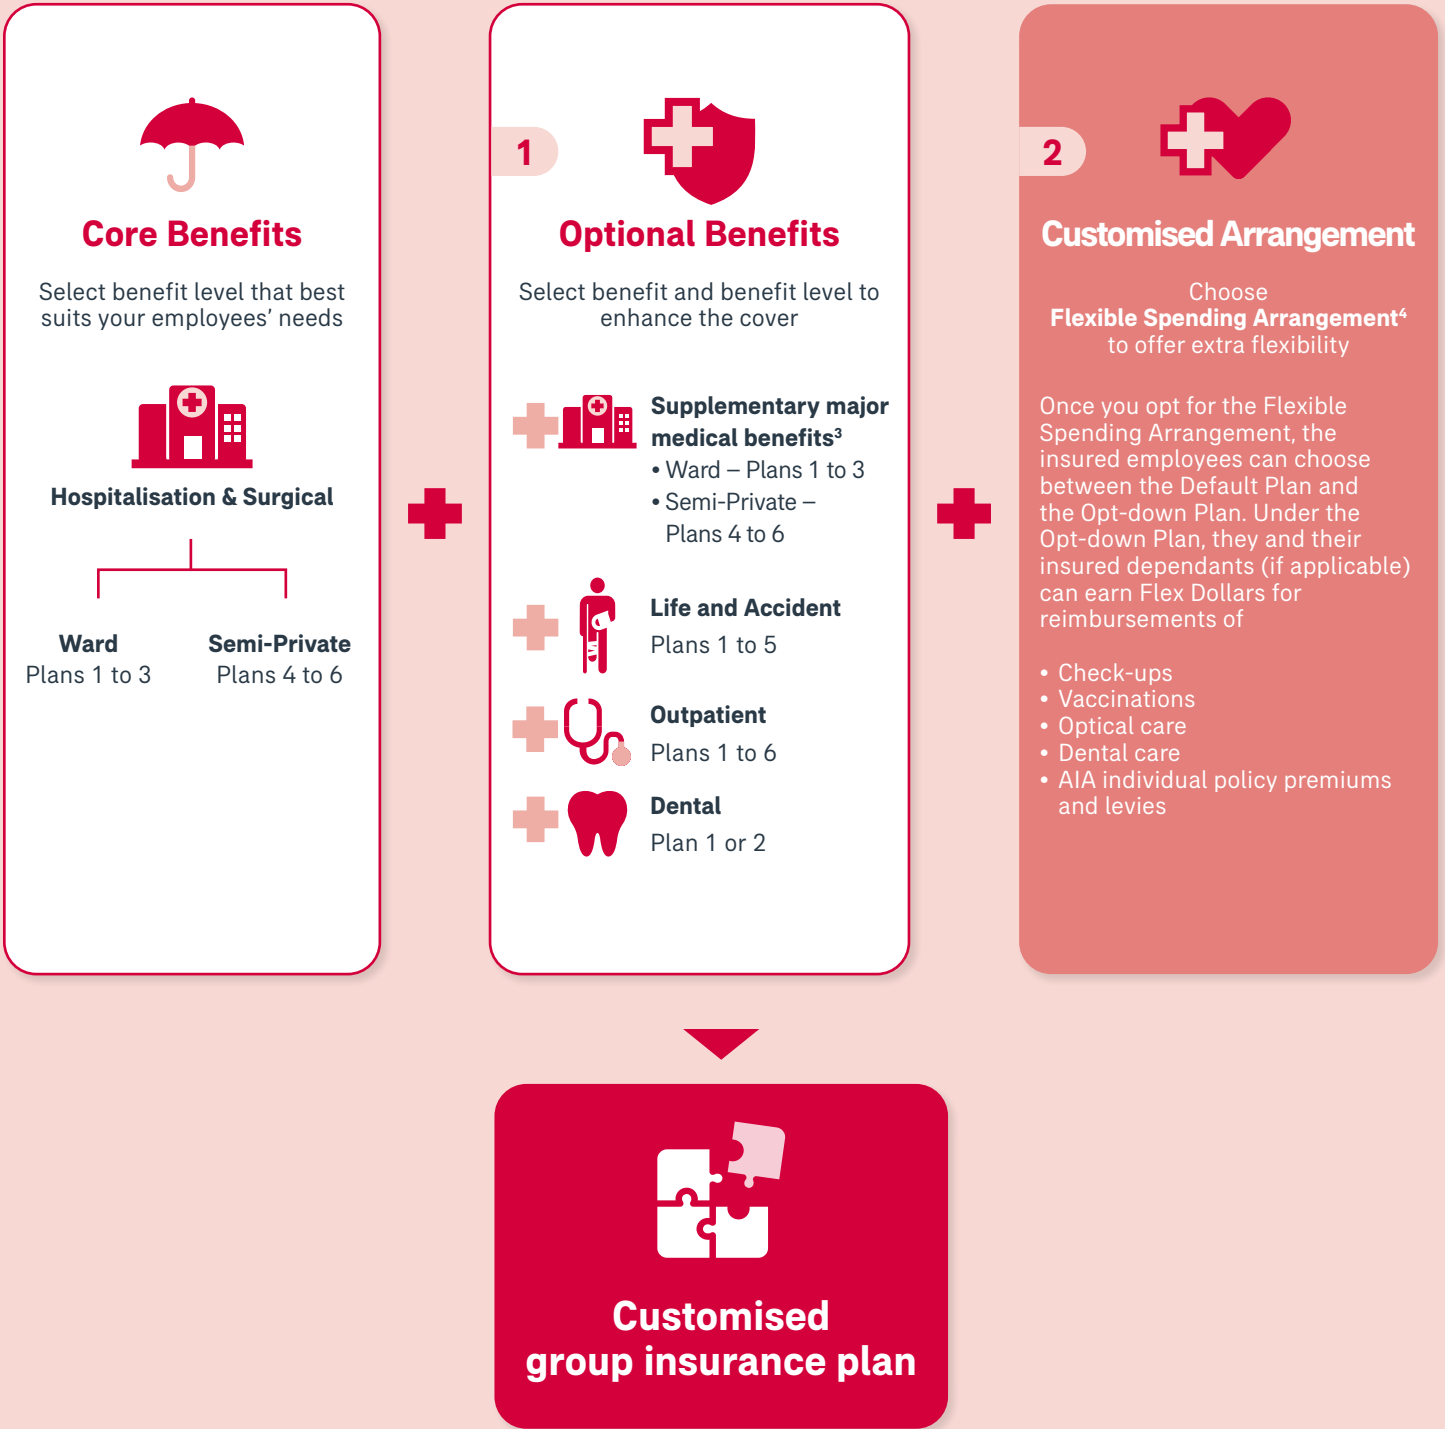 Core Benefits
Select benefit level that best
suits your employees’ needs
Hospitalisation & Surgical
Ward
Plans 1 to 3
Semi-Private
Plans 4 to 6
1
Optional Benefits
Select benefit and benefit level to
enhance the cover
Supplementary major
medical benefits³
• Ward – Plans 1 to 3
• Semi-Private –
Plans 4 to 6
Life and Accident
Plans 1 to 5
Outpatient
Plans 1 to 6
Dental
Plan 1 or 2
2
Customised Arrangement
Choose
Flexible Spending Arrangement⁴
to offer extra flexibility
Once you opt for the Flexible
Spending Arrangement, the
insured employees can choose
between the Default Plan and
the Opt-down Plan. Under the
Opt-down Plan, they and their
insured dependants (if applicable)
can earn Flex Dollars for
reimbursements of
• Check-ups
• Vaccinations
• Optical care
• Dental care
• AIA individual policy premiums
and levies
Customised
group insurance plan